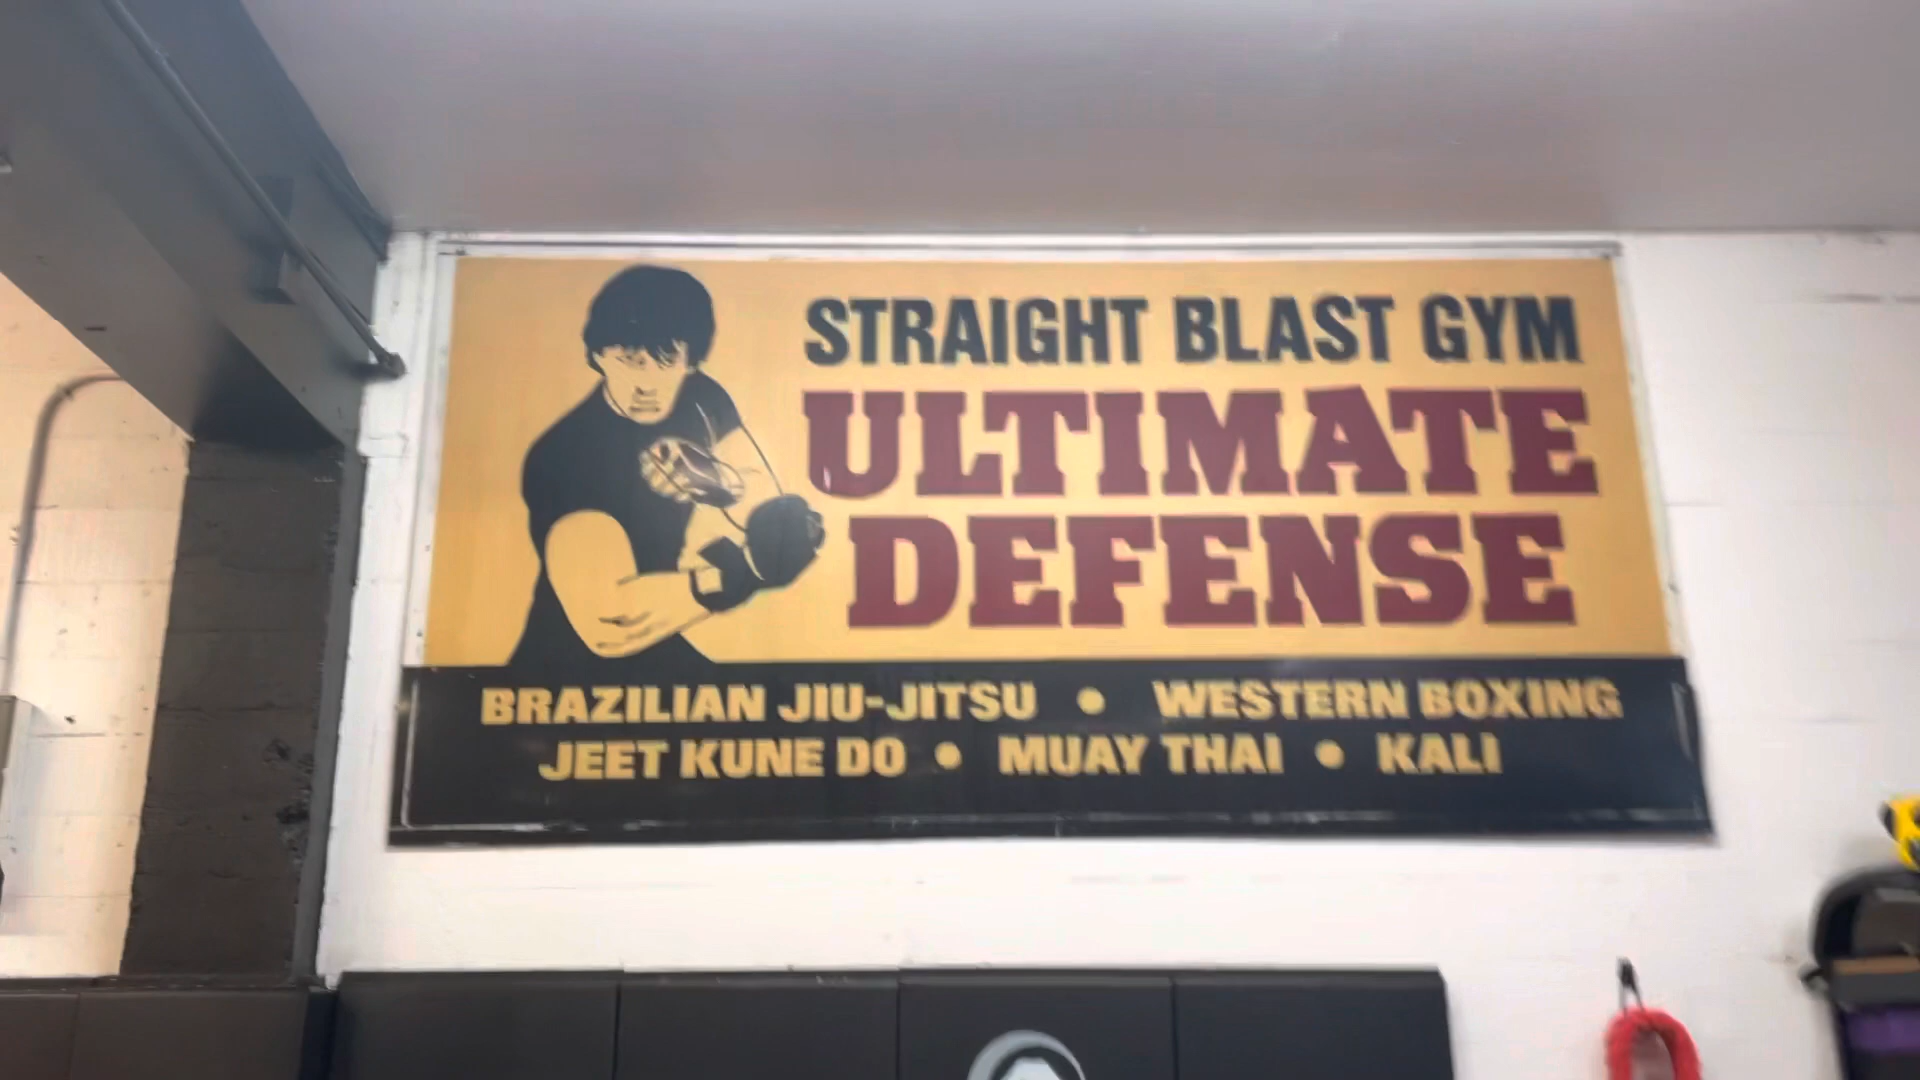 STRAIGHT BLAST GYM
ULTIMATE
DEFENSE
BRAZILIAN JIU-JITSU • WESTERN BOXING
JEET KUNE DO • MUAY THAI • KALI